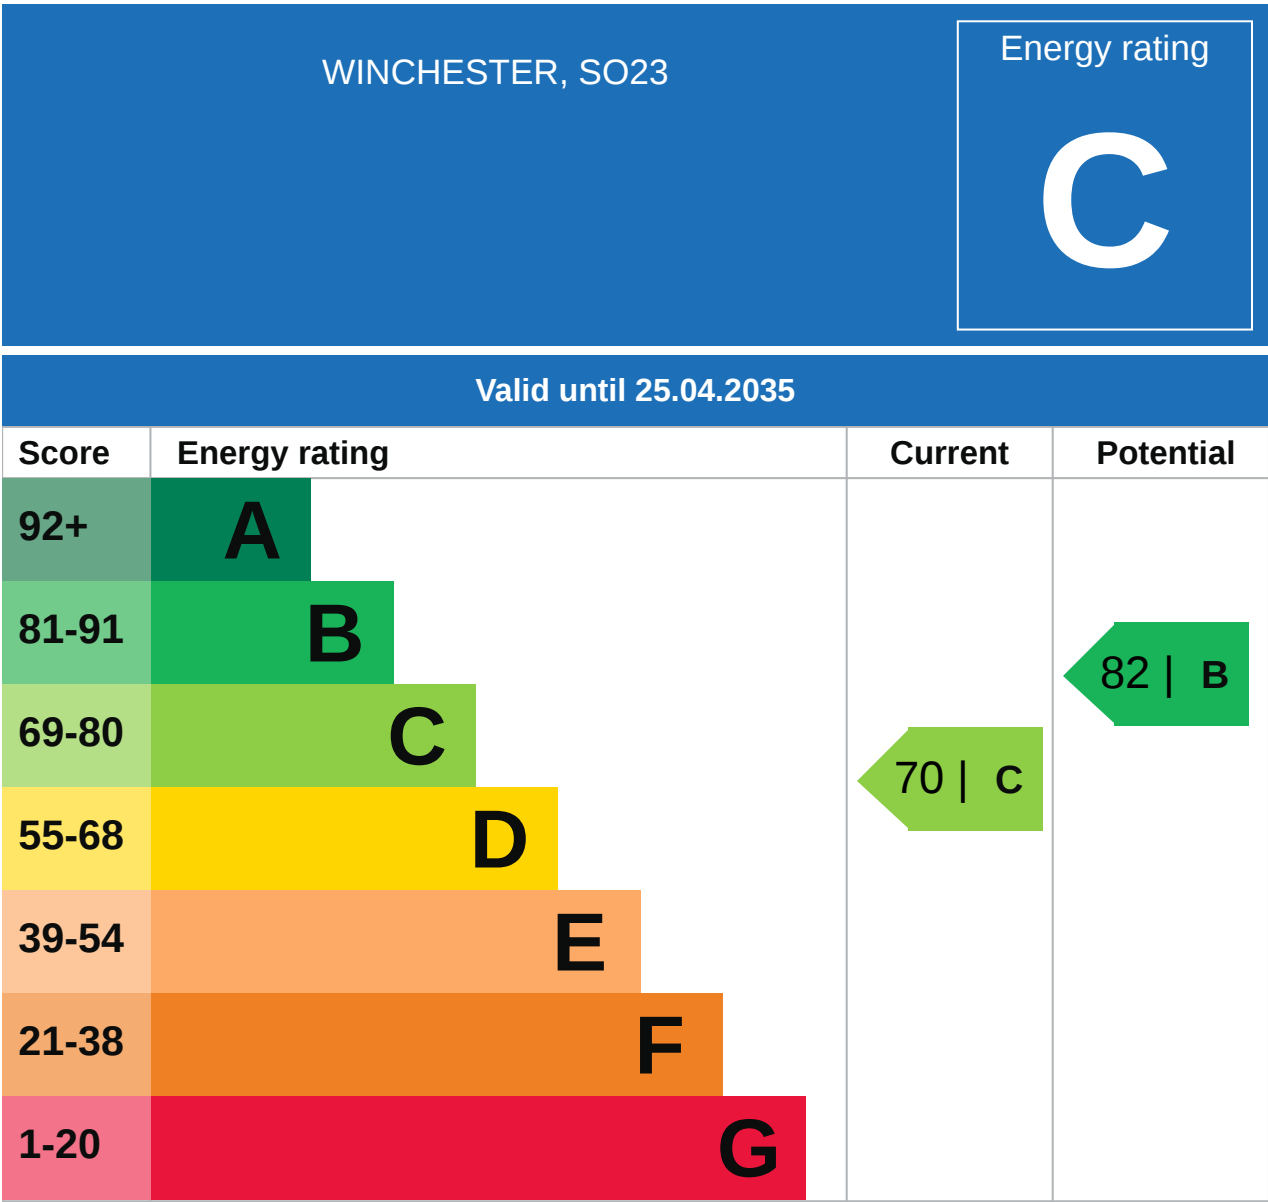 WINCHESTER, SO23
Energy rating
C
Valid until 25.04.2035
Score Energy rating Current Potential
92+ A
81-91 B
82 | B
69-80 C
70 | C
55-68 D
39-54 E
21-38 F
1-20 G